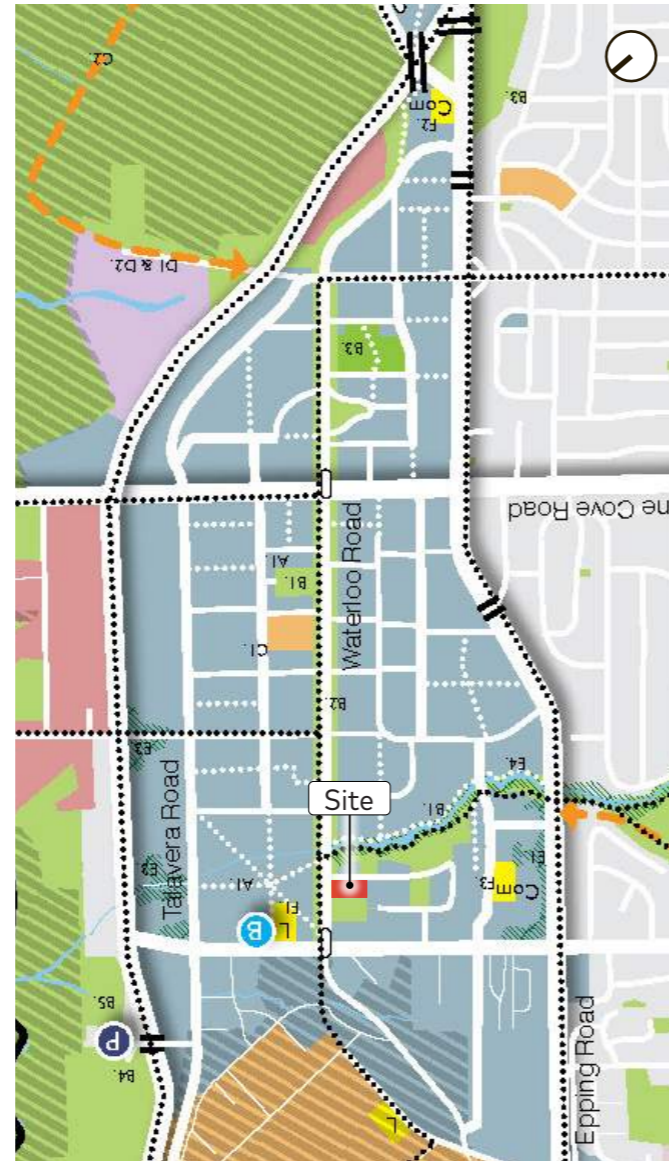 C2.
Com
F2.
B3.
D1 & D2.
B3.
ne Cove Road
A1.
B1.
Waterloo Road
C1.
B2.
E3
E4.
Site
B1.
Talavera Road
E3
A1.
F1
L
B
Com
F3.
E1
B5.
P
B4.
Epping Road
L